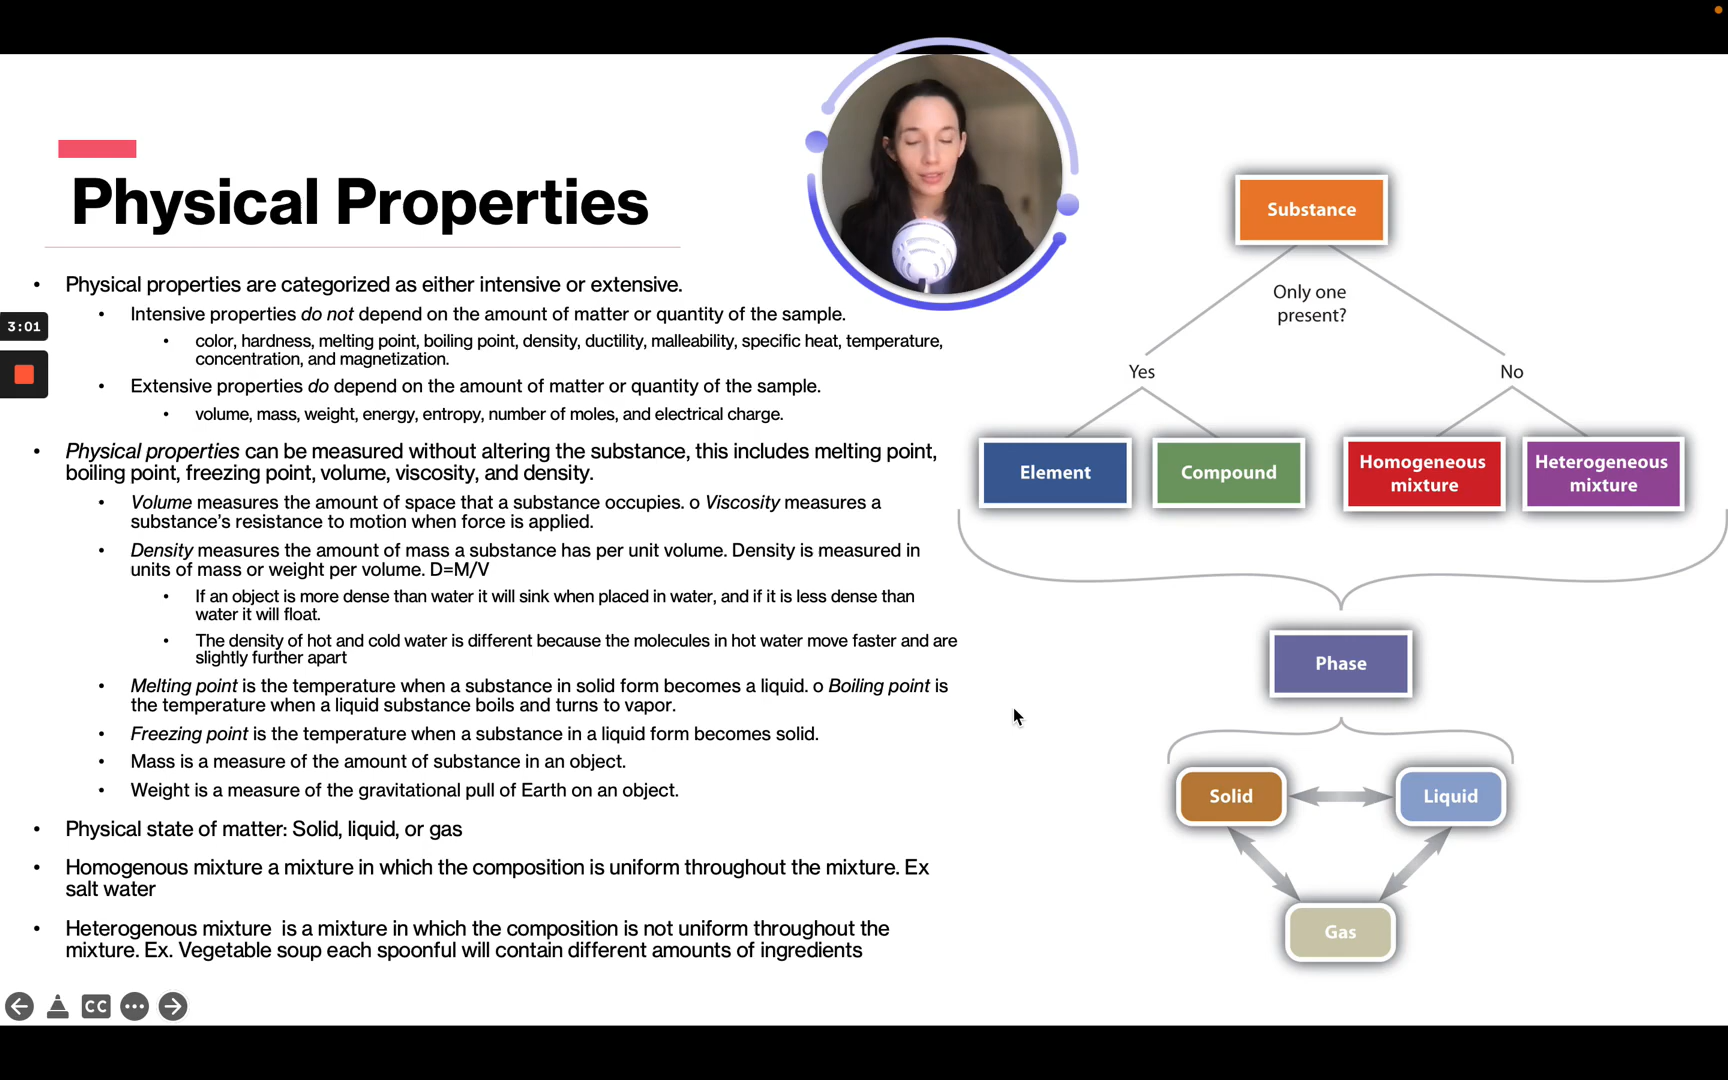 Physical Properties
• Physical properties are categorized as either intensive or extensive.
• Intensive properties do not depend on the amount of matter or quantity of the sample.
• color, hardness, melting point, boiling point, density, ductility, malleability, specific heat, temperature,
concentration, and magnetization.
• Extensive properties do depend on the amount of matter or quantity of the sample.
• volume, mass, weight, energy, entropy, number of moles, and electrical charge.
• Physical properties can be measured without altering the substance, this includes melting point,
boiling point, freezing point, volume, viscosity, and density.
• Volume measures the amount of space that a substance occupies. o Viscosity measures a
substance's resistance to motion when force is applied.
• Density measures the amount of mass a substance has per unit volume. Density is measured in
units of mass or weight per volume. D=M/V
• If an object is more dense than water it will sink when placed in water, and if it is less dense than
water it will float.
• The density of hot and cold water is different because the molecules in hot water move faster and are
slightly further apart
• Melting point is the temperature when a substance in solid form becomes a liquid. o Boiling point is
the temperature when a liquid substance boils and turns to vapor.
• Freezing point is the temperature when a substance in a liquid form becomes solid.
• Mass is a measure of the amount of substance in an object.
• Weight is a measure of the gravitational pull of Earth on an object.
• Physical state of matter: Solid, liquid, or gas
• Homogenous mixture a mixture in which the composition is uniform throughout the mixture. Ex
salt water
• Heterogenous mixture  is a mixture in which the composition is not uniform throughout the
mixture. Ex. Vegetable soup each spoonful will contain different amounts of ingredients
3:01
CC
Substance
Only one
present?
Yes
No
Element
Compound
Homogeneous
mixture
Heterogeneous
mixture
Phase
Solid
Liquid
Gas